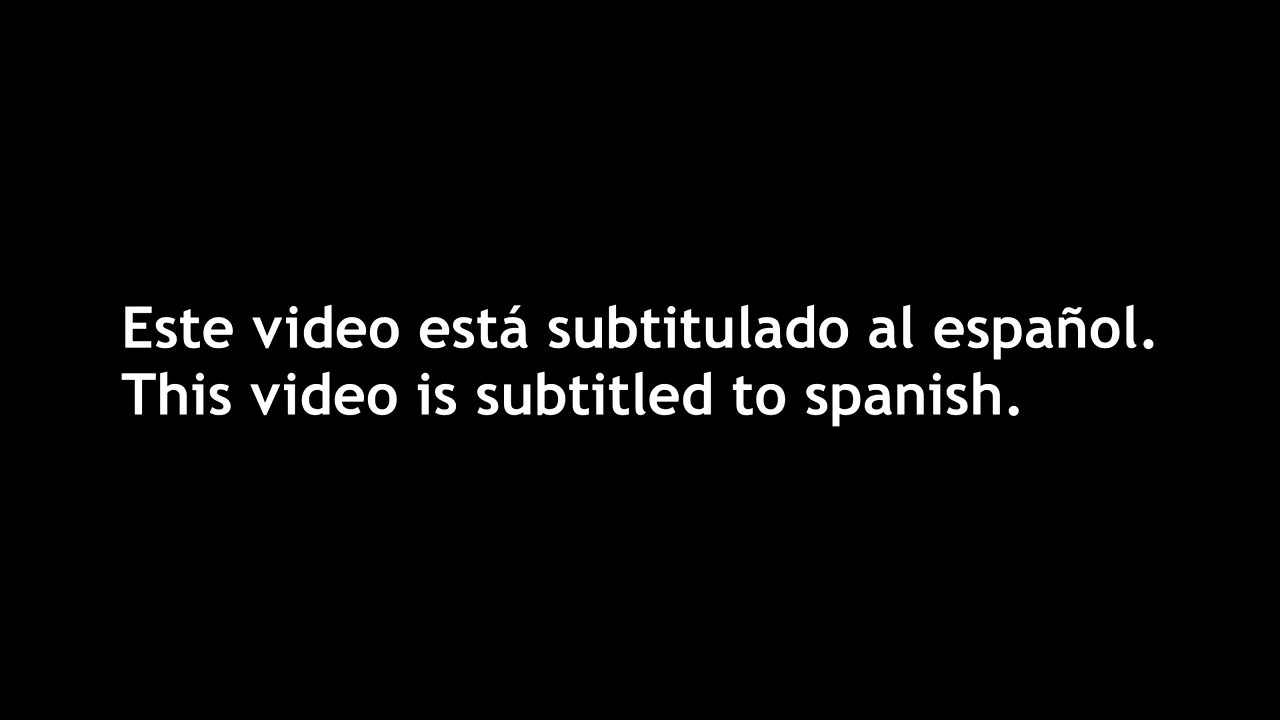 Este video está subtitulado al español.
This video is subtitled to spanish.